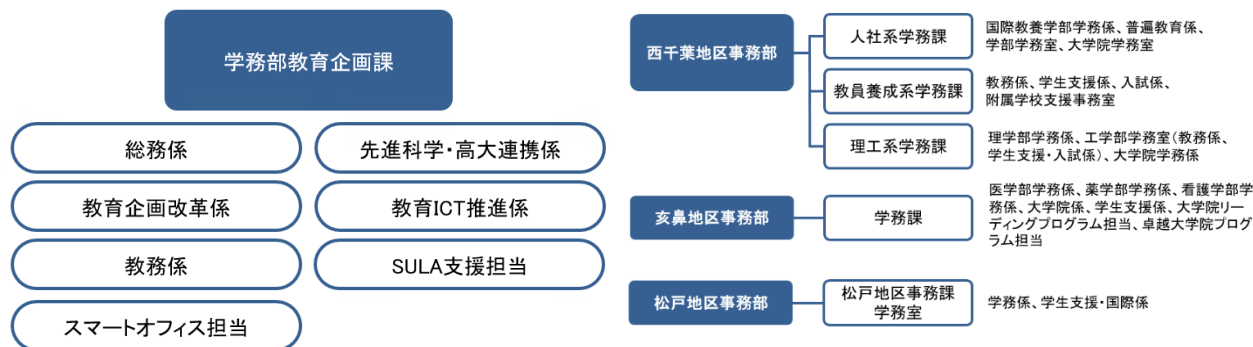 学務部教育企画課
総務係
先進科学・高大連携係
教育企画改革係
教育ICT推進係
教務係
SULA支援担当
スマートオフィス担当
西千葉地区事務部
人社系学務課
国際教養学部学務係、普遍教育係、
学部学務室、大学院学務室
教員養成系学務課
教務係、学生支援係、入試係、
附属学校支援事務室
理工系学務課
理学部学務係、工学部学務室(教務係、
学生支援・入試係)、大学院学務係
亥鼻地区事務部
学務課
医学部学務係、薬学部学務係、看護学部学
務係、大学院係、学生支援係、大学院リー
ディングプログラム担当、卓越大学院プログ
ラム担当
松戸地区事務部
松戸地区事務課
学務室
学務係、学生支援・国際係